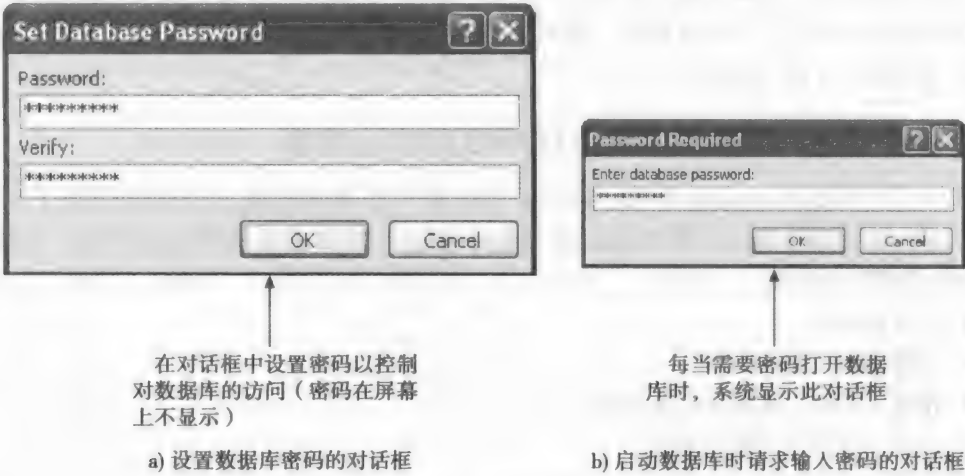 Set Database Password
Password:
*********
Verify:
*********
OK
Cancel
在对话框中设置密码以控制
对数据库的访问（密码在屏幕
上不显示）
a) 设置数据库密码的对话框
Password Required
Enter database password:
*********
OK
Cancel
每当需要密码打开数据
库时，系统显示此对话框
b) 启动数据库时请求输入密码的对话框